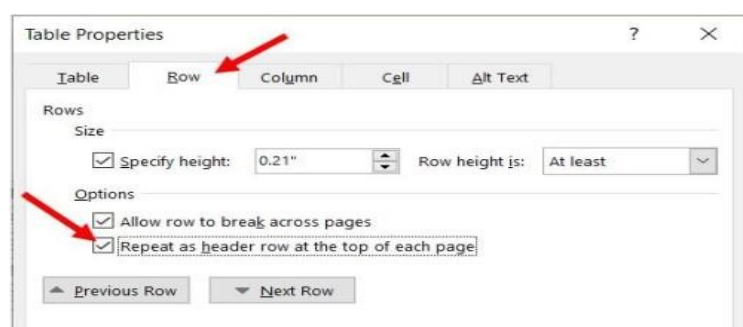 Table Properties ? ×
Table Row Column Cell Alt Text
Rows
Size
Specify height: 0.21" Row height is: At least
Options
Allow row to break across pages
Repeat as header row at the top of each page
Previous Row Next Row